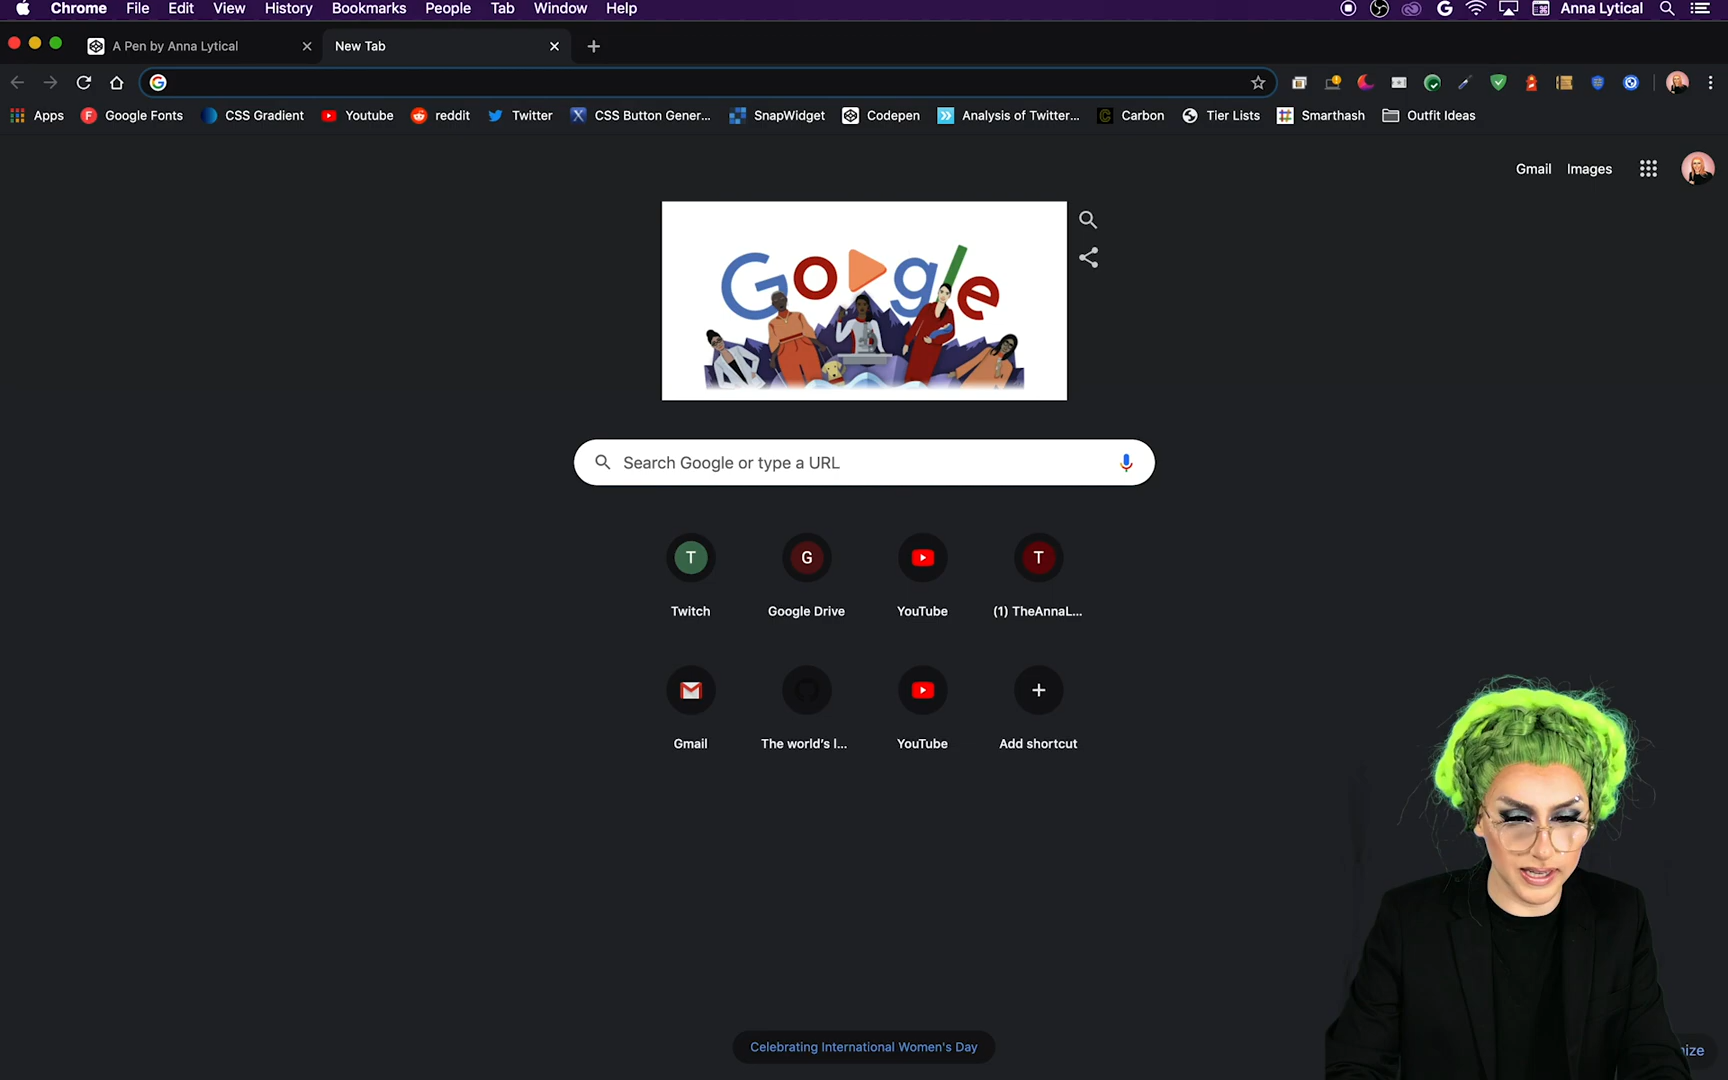 Chrome File Edit View History Bookmarks People Tab Window Help Anna Lytical
A Pen by Anna Lytical New Tab
Apps Google Fonts CSS Gradient Youtube reddit Twitter CSS Button Gener... SnapWidget Codepen Analysis of Twitter... Carbon Tier Lists Smarthash Outfit Ideas
Gmail Images
Google
Search Google or type a URL
T G T
Twitch Google Drive YouTube (1) TheAnnaL...
Gmail The world's l... YouTube Add shortcut
Celebrating International Women's Day